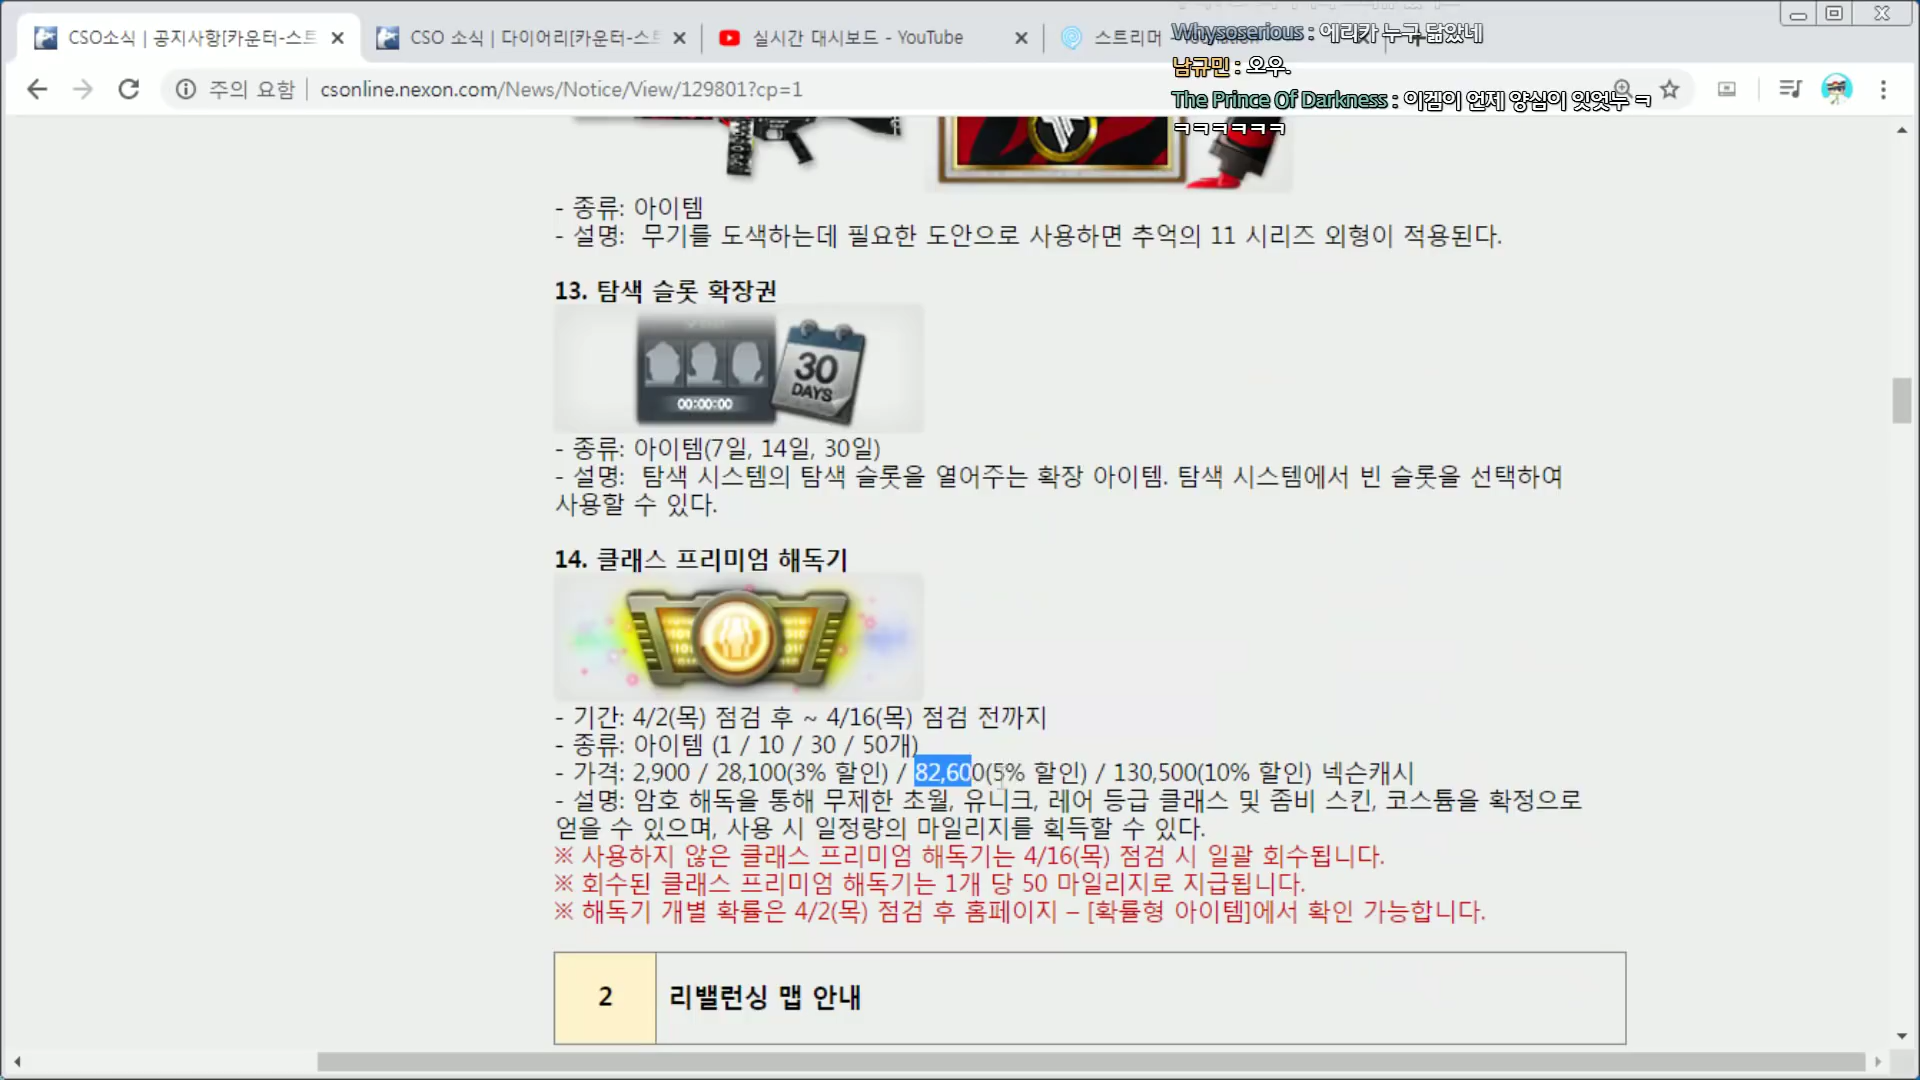 CSO소식 | 공지사항[카운터-스트
CSO 소식 | 다이어리[카운터-스트
실시간 대시보드 - YouTube
스트리머
Whysoserious : 에리카 누구 닮았네
남규민 : 오우.
The Prince Of Darkness : 이겜이 언제 양심이 잇엇누 ㅋ
ㅋㅋㅋㅋㅋㅋ
주의 요함
csonline.nexon.com/News/Notice/View/129801?cp=1
- 종류: 아이템
- 설명: 무기를 도색하는데 필요한 도안으로 사용하면 추억의 11 시리즈 외형이 적용된다.
13. 탐색 슬롯 확장권
30
DAYS
00:00:00
- 종류: 아이템(7일, 14일, 30일)
- 설명: 탐색 시스템의 탐색 슬롯을 열어주는 확장 아이템. 탐색 시스템에서 빈 슬롯을 선택하여
사용할 수 있다.
14. 클래스 프리미엄 해독기
- 기간: 4/2(목) 점검 후 ~ 4/16(목) 점검 전까지
- 종류: 아이템 (1 / 10 / 30 / 50개)
- 가격: 2,900 / 28,100(3% 할인) / 82,600(5% 할인) / 130,500(10% 할인) 넥슨캐시
- 설명: 암호 해독을 통해 무제한 초월, 유니크, 레어 등급 클래스 및 좀비 스킨, 코스튬을 확정으로
얻을 수 있으며, 사용 시 일정량의 마일리지를 획득할 수 있다.
※ 사용하지 않은 클래스 프리미엄 해독기는 4/16(목) 점검 시 일괄 회수됩니다.
※ 회수된 클래스 프리미엄 해독기는 1개 당 50 마일리지로 지급됩니다.
※ 해독기 개별 확률은 4/2(목) 점검 후 홈페이지 – [확률형 아이템]에서 확인 가능합니다.
2
리밸런싱 맵 안내